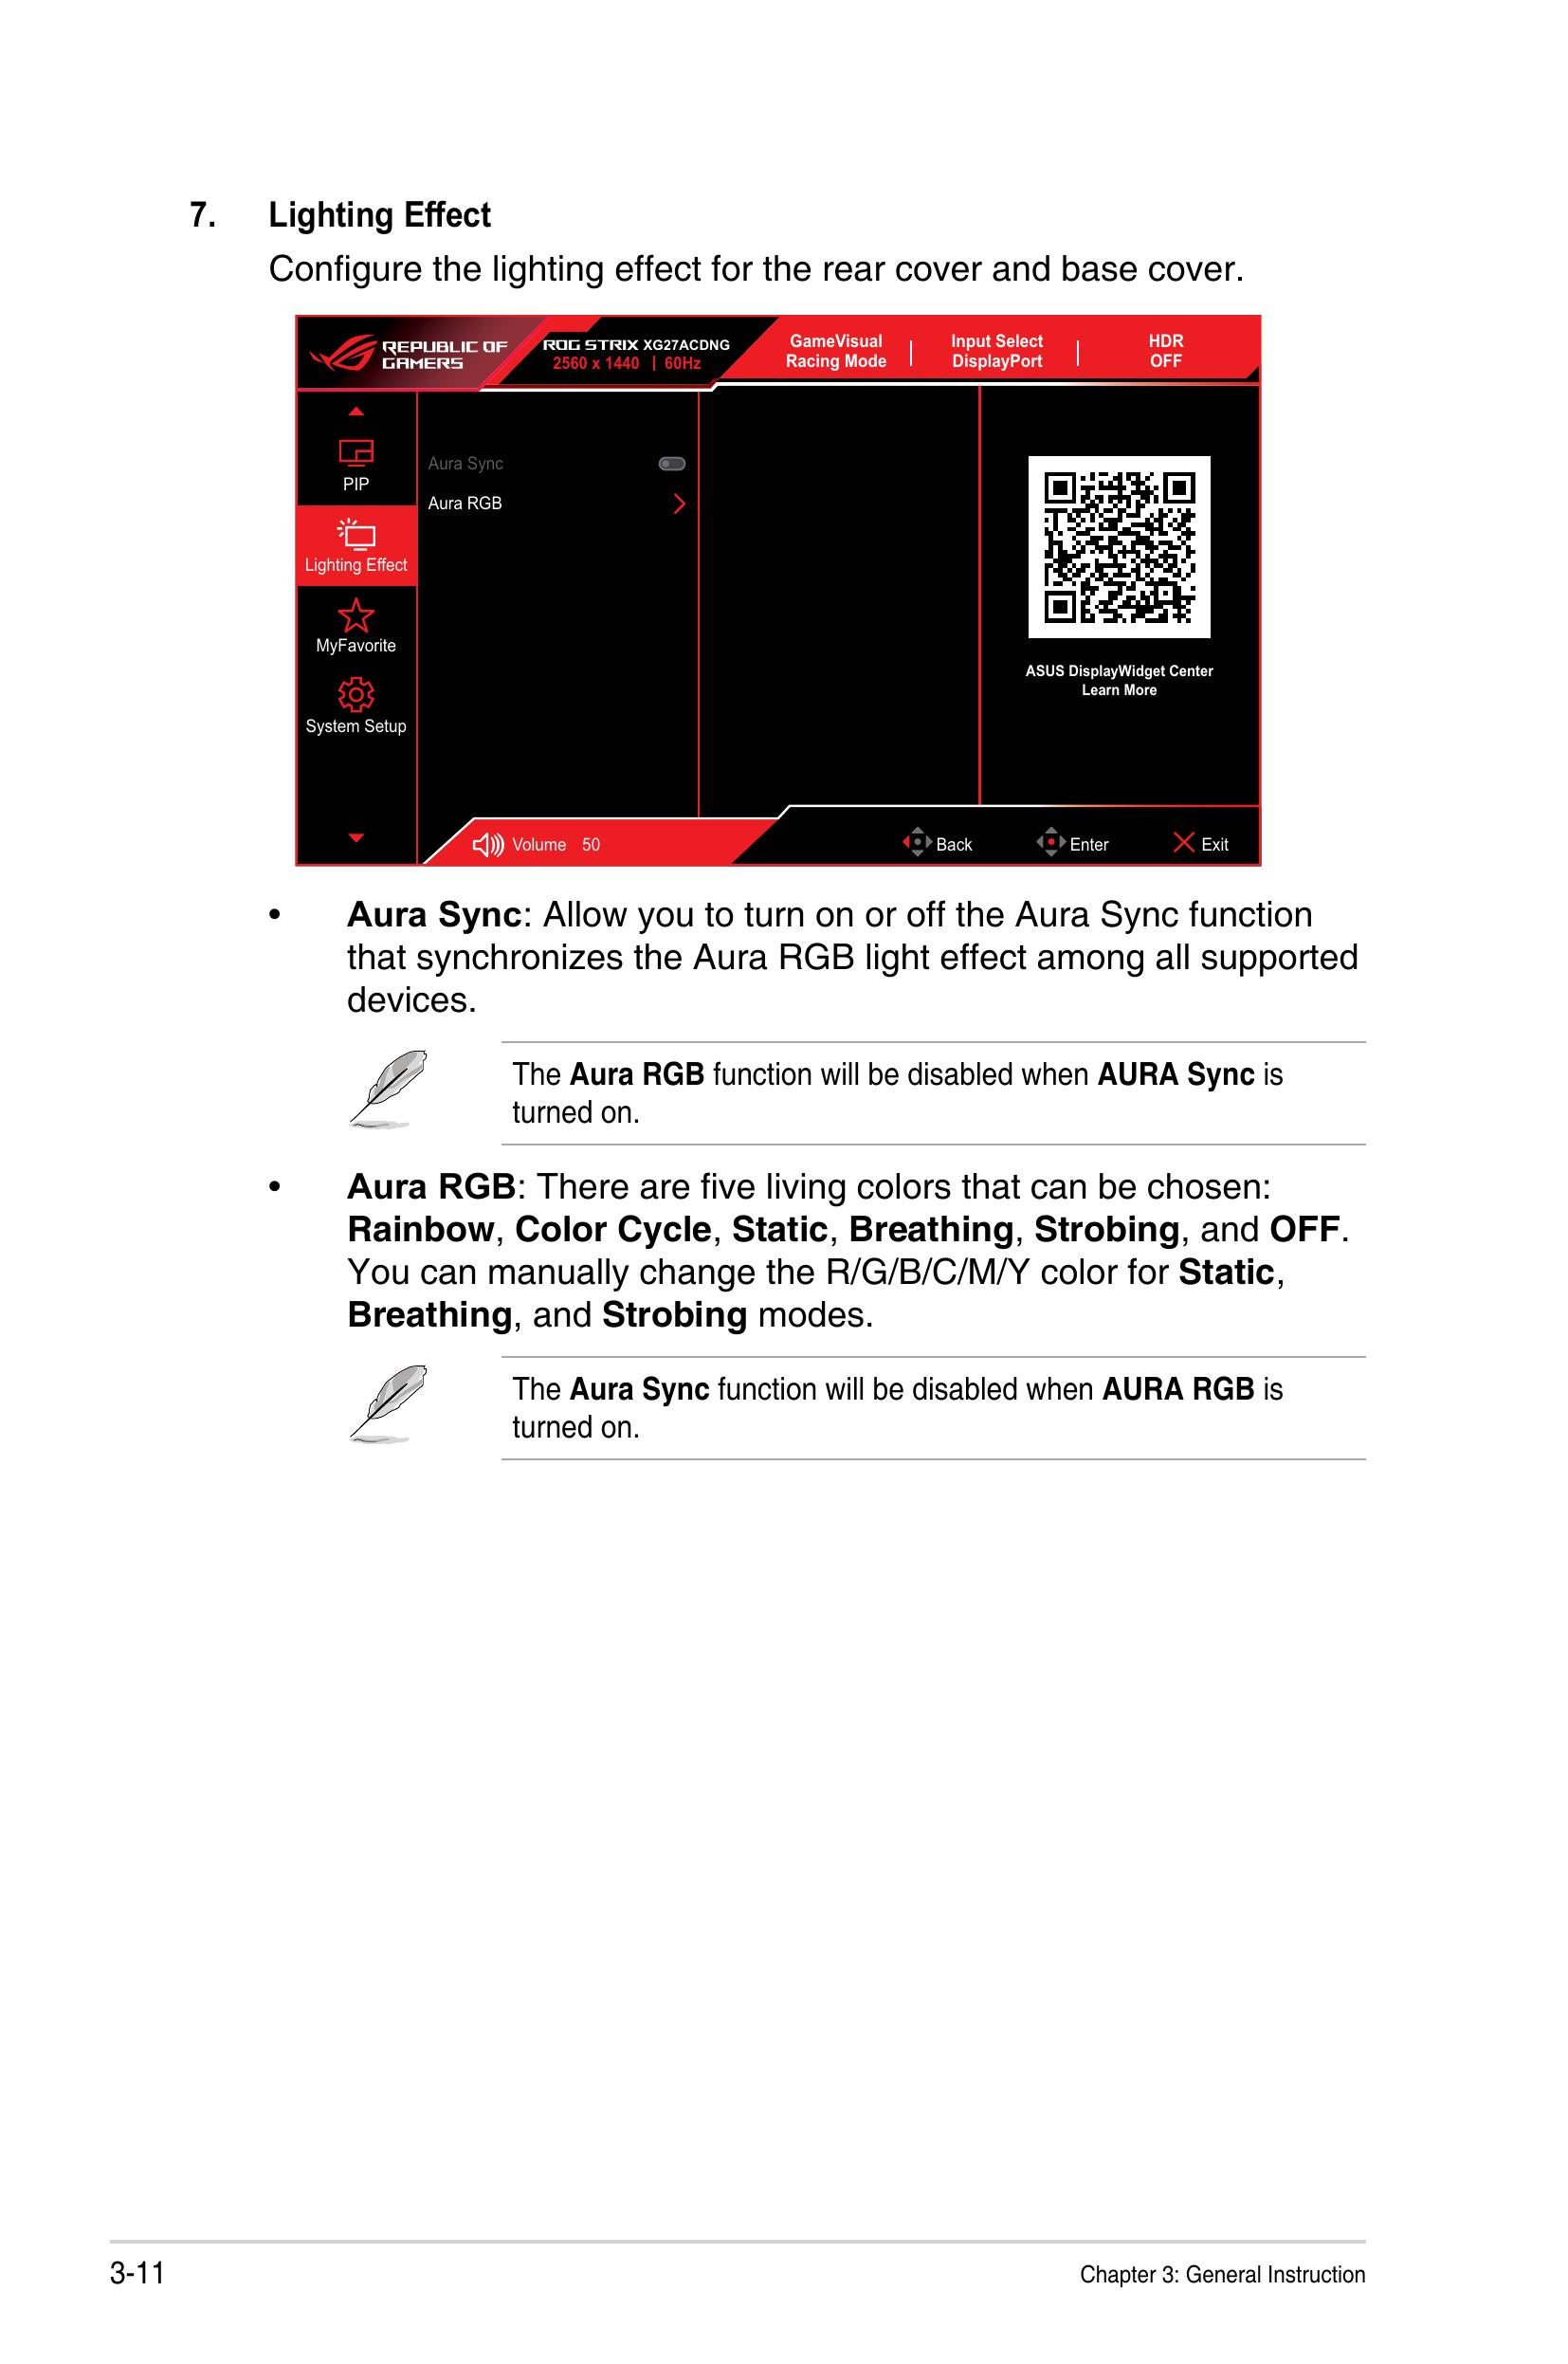 7. Lighting Effect
Configure the lighting effect for the rear cover and base cover.
REPUBLIC OF
GAMERS
ROG STRIX XG27ACDNG
2560 x 1440 | 60Hz
GameVisual
Racing Mode
Input Select
DisplayPort
HDR
OFF
PIP
Lighting Effect
MyFavorite
System Setup
Aura Sync
Aura RGB
ASUS DisplayWidget Center
Learn More
Volume 50
Back
Enter
Exit
• Aura Sync: Allow you to turn on or off the Aura Sync function
that synchronizes the Aura RGB light effect among all supported
devices.
The Aura RGB function will be disabled when AURA Sync is
turned on.
• Aura RGB: There are five living colors that can be chosen:
Rainbow, Color Cycle, Static, Breathing, Strobing, and OFF.
You can manually change the R/G/B/C/M/Y color for Static,
Breathing, and Strobing modes.
The Aura Sync function will be disabled when AURA RGB is
turned on.
3-11
Chapter 3: General Instruction